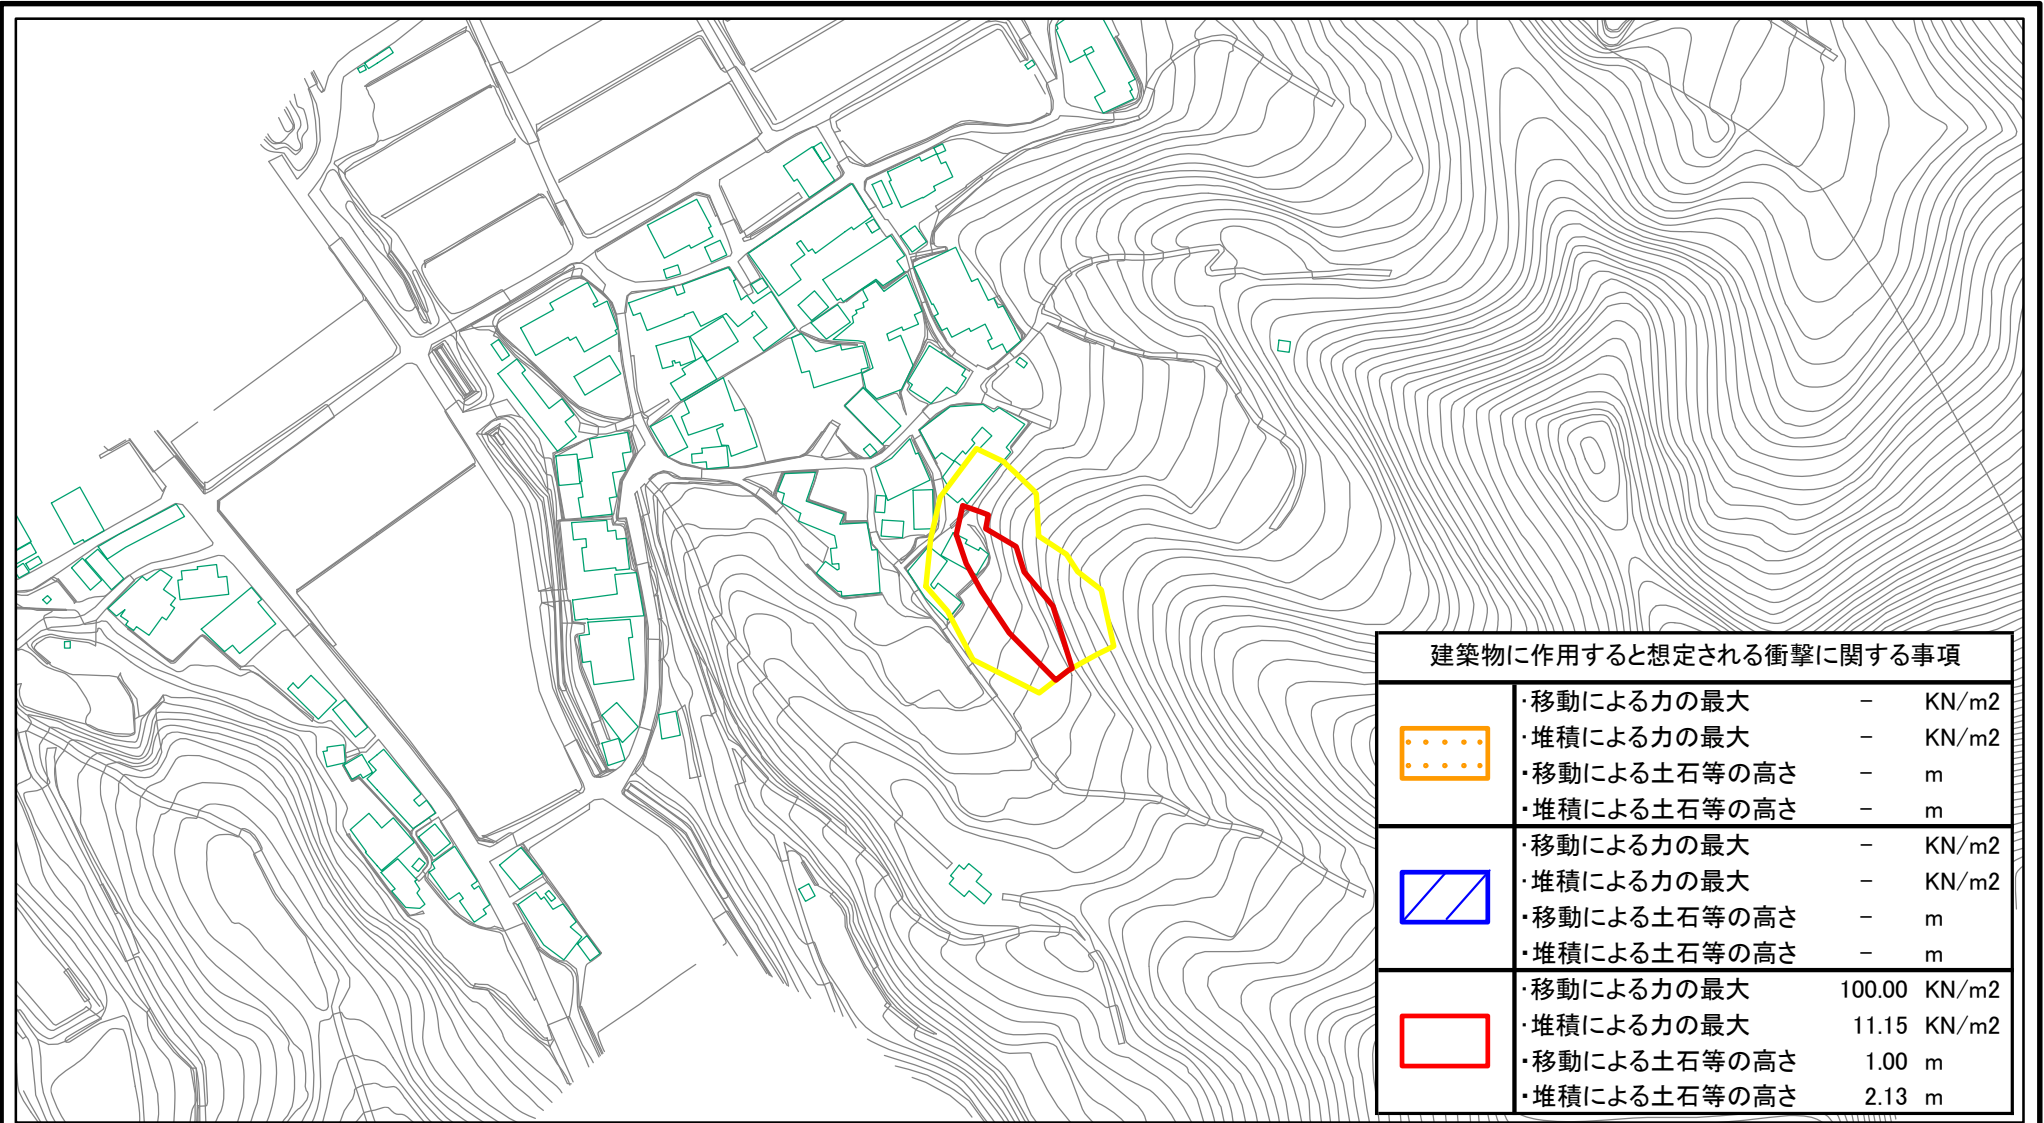 建築物に作用すると想定される衝撃に関する事項
・移動による力の最大 － KN/m2
・堆積による力の最大 － KN/m2
・移動による土石等の高さ － m
・堆積による土石等の高さ － m
・移動による力の最大 － KN/m2
・堆積による力の最大 － KN/m2
・移動による土石等の高さ － m
・堆積による土石等の高さ － m
・移動による力の最大 100.00 KN/m2
・堆積による力の最大 11.15 KN/m2
・移動による土石等の高さ 1.00 m
・堆積による土石等の高さ 2.13 m